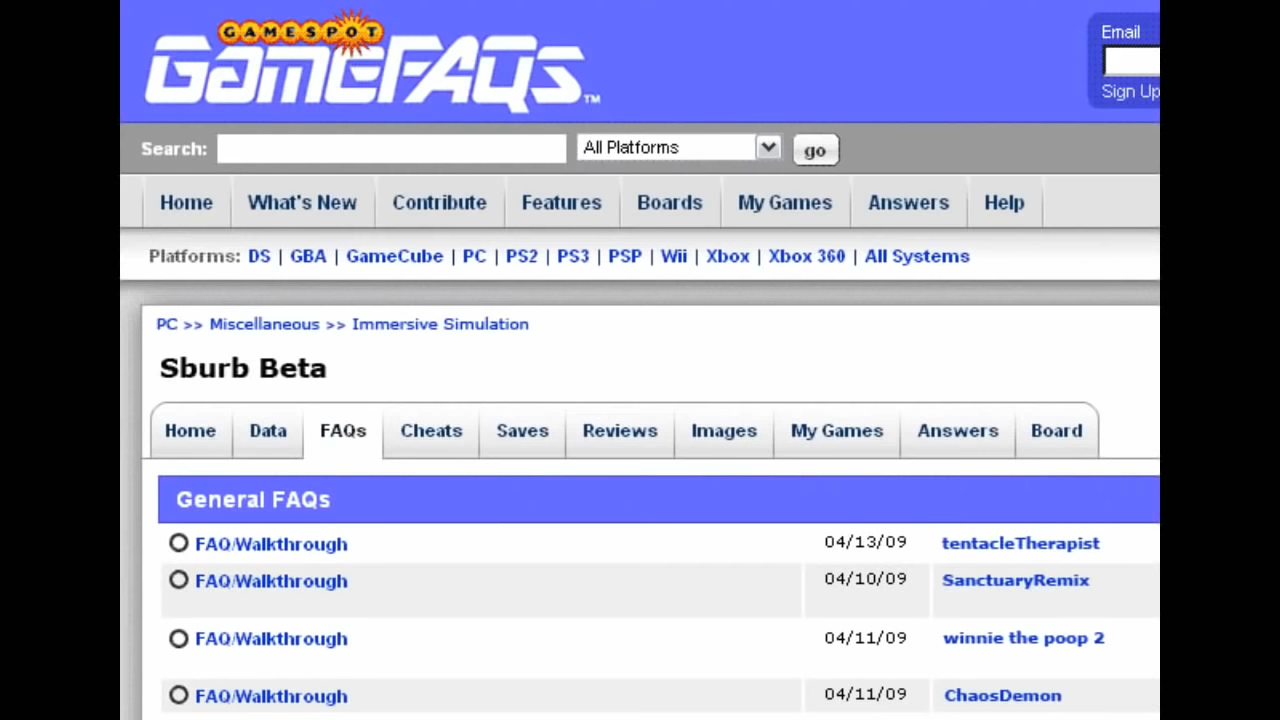 GAMESPOT
GameFAQs™
Email
Sign Up
Search: All Platforms go
Home What's New Contribute Features Boards My Games Answers Help
Platforms: DS | GBA | GameCube | PC | PS2 | PS3 | PSP | Wii | Xbox | Xbox 360 | All Systems
PC >> Miscellaneous >> Immersive Simulation
Sburb Beta
Home Data FAQs Cheats Saves Reviews Images My Games Answers Board
General FAQs
FAQ/Walkthrough 04/13/09 tentacleTherapist
FAQ/Walkthrough 04/10/09 SanctuaryRemix
FAQ/Walkthrough 04/11/09 winnie the poop 2
FAQ/Walkthrough 04/11/09 ChaosDemon